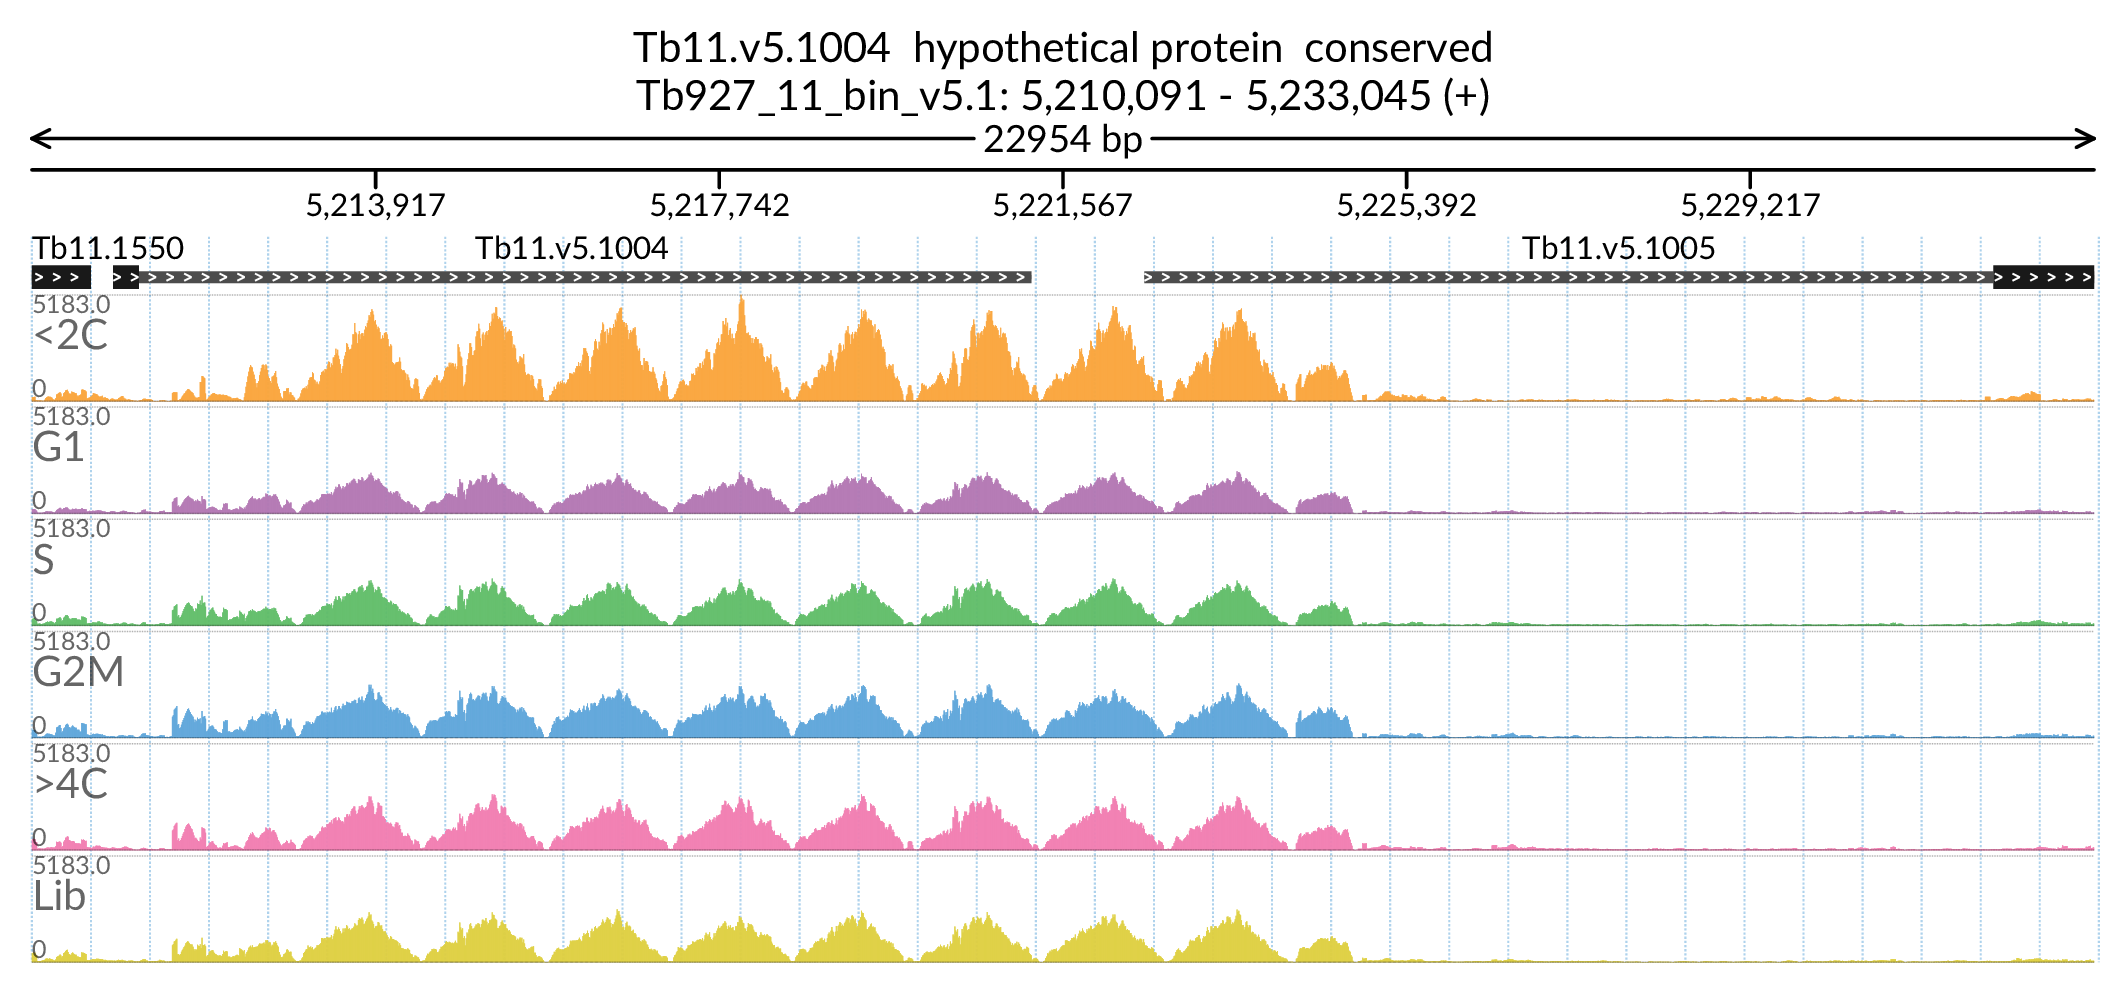 Tb11.v5.1004 hypothetical protein conserved
Tb927_11_bin_v5.1: 5,210,091 - 5,233,045 (+)
22954 bp
5,213,917 5,217,742 5,221,567 5,225,392 5,229,217
Tb11.1550 Tb11.v5.1004 Tb11.v5.1005
5183.0
<2C
0
5183.0
G1
0
5183.0
S
0
5183.0
G2M
0
5183.0
>4C
0
5183.0
Lib
0